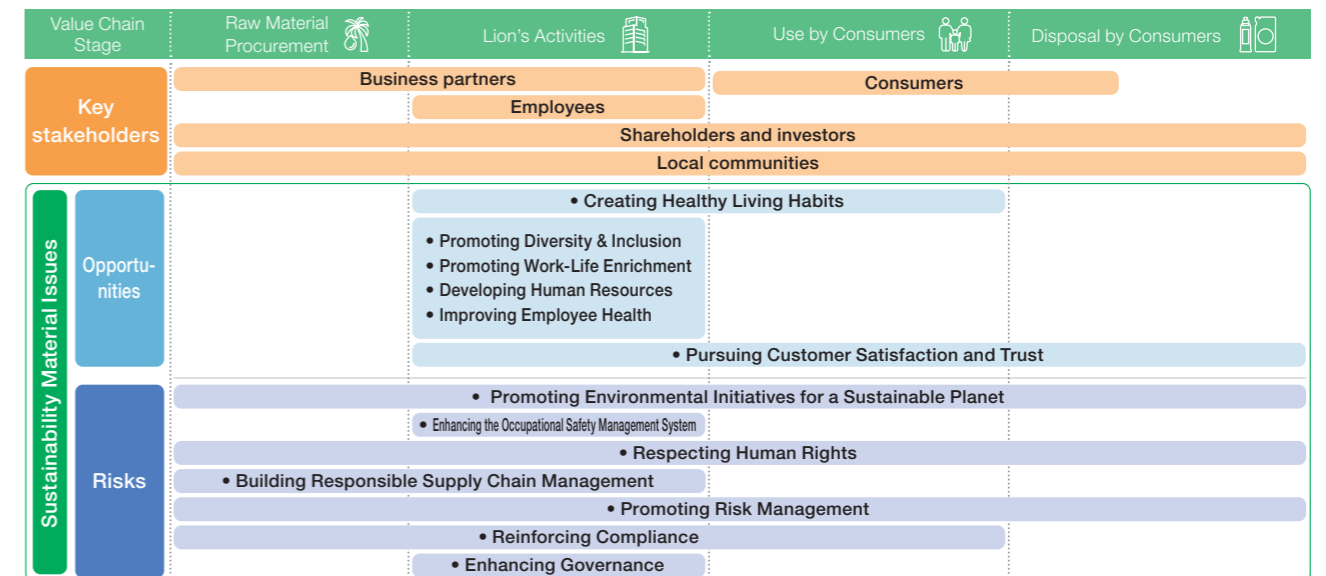 Value Chain
Stage
Raw Material
Procurement
Lion's Activities
Use by Consumers
Disposal by Consumers
Key
stakeholders
Business partners
Consumers
Employees
Shareholders and investors
Local communities
Sustainability Material Issues
Opportu-
nities
• Creating Healthy Living Habits
• Promoting Diversity & Inclusion
• Promoting Work-Life Enrichment
• Developing Human Resources
• Improving Employee Health
• Pursuing Customer Satisfaction and Trust
Risks
• Promoting Environmental Initiatives for a Sustainable Planet
• Enhancing the Occupational Safety Management System
• Respecting Human Rights
• Building Responsible Supply Chain Management
• Promoting Risk Management
• Reinforcing Compliance
• Enhancing Governance